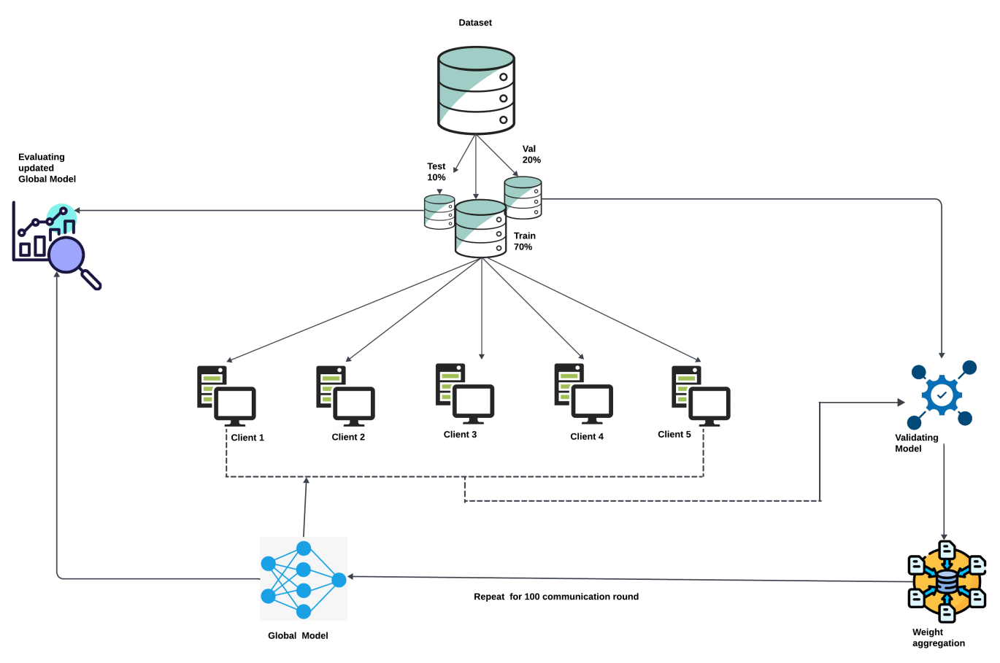 Dataset
Val
20%
Test
10%
Evaluating
updated
Global Model
Train
70%
Client 1
Client 2
Client 3
Client 4
Client 5
Validating
Model
Repeat  for 100 communication round
Global  Model
Weight
aggregation